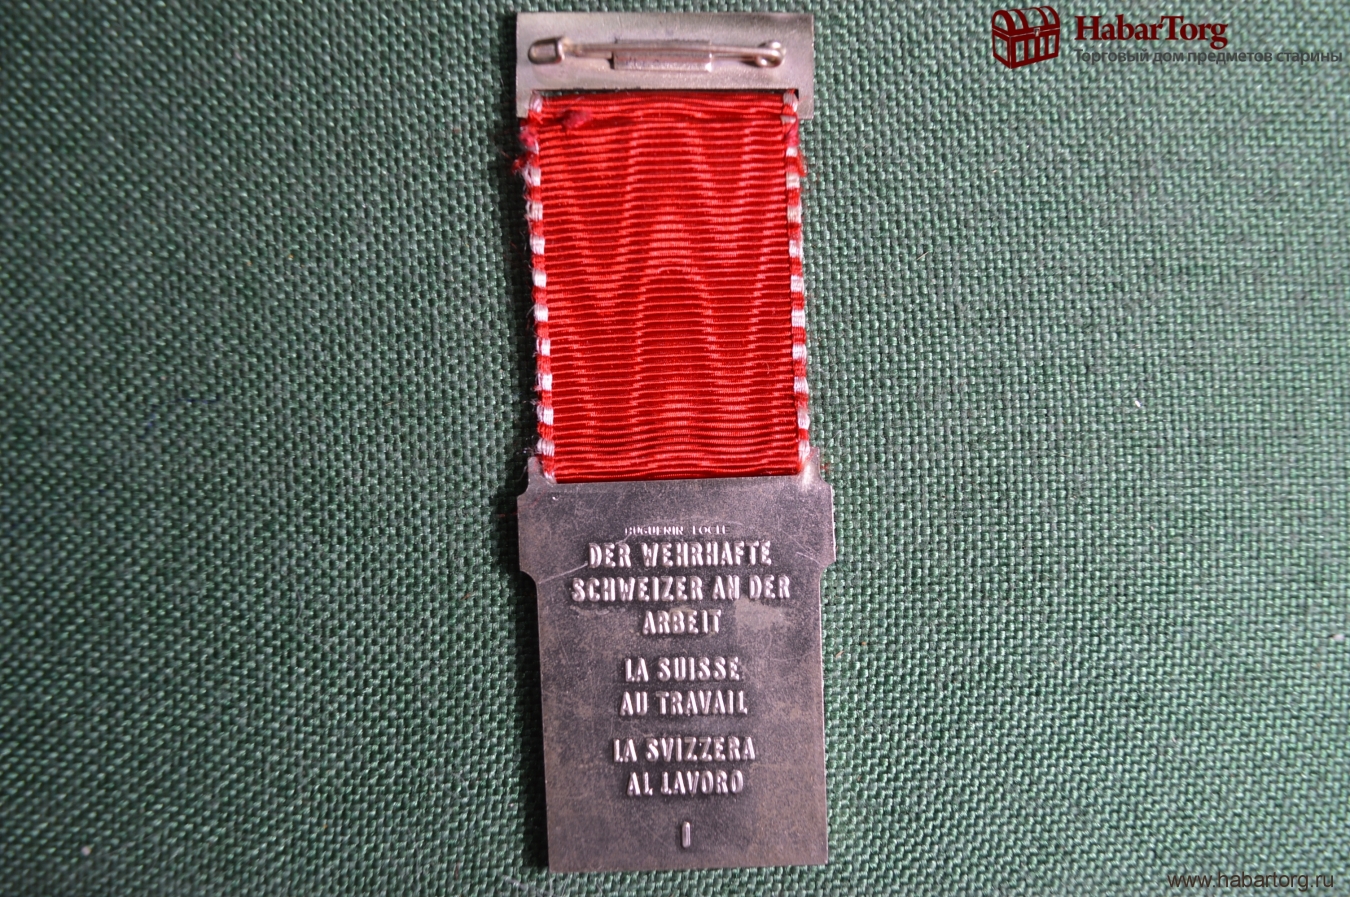 HabarTorg
Торговый дом предметов старины
HUGUENIN LOCLE
DER WEHRHAFTE
SCHWEIZER AN DER
ARBEIT
LA SUISSE
AU TRAVAIL
LA SVIZZERA
AL LAVORO
I
www.habartorg.ru